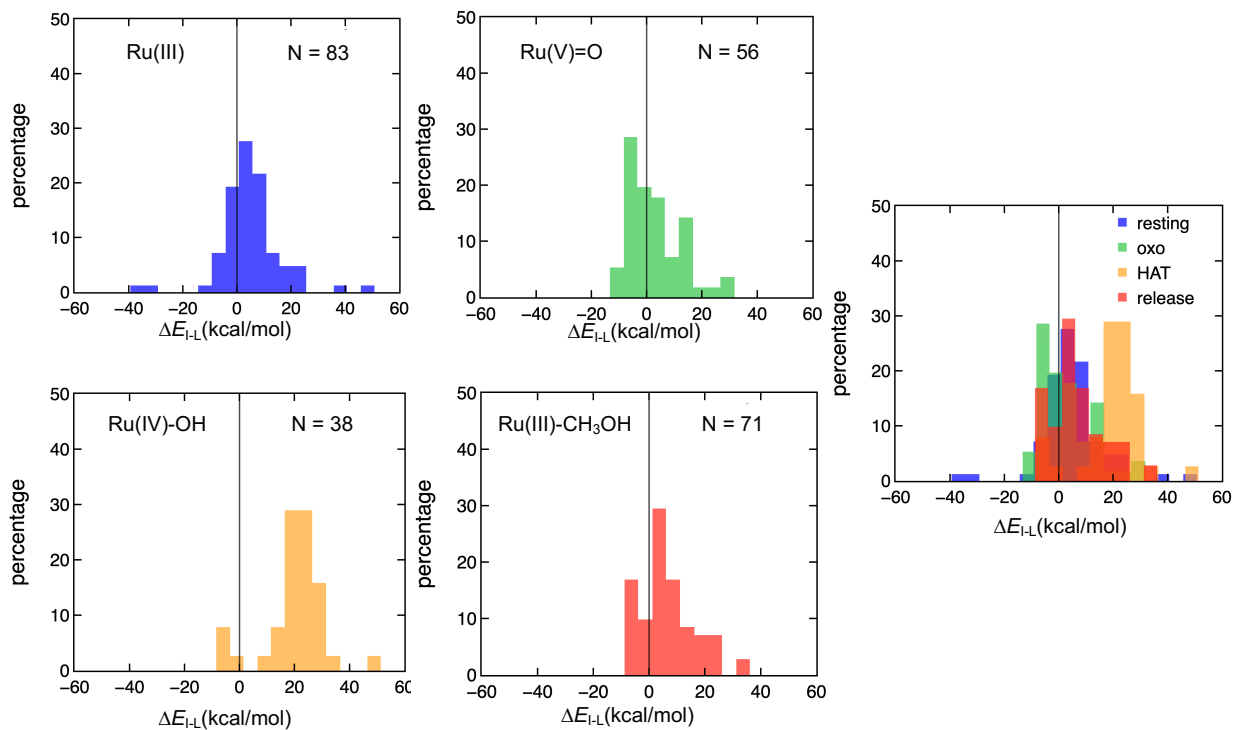 50
40
30
20
10
0
percentage
Ru(III)
N = 83
−60
−40
−20
0
20
40
60
ΔE_I-L(kcal/mol)
50
40
30
20
10
0
percentage
Ru(V)=O
N = 56
−60
−40
−20
0
20
40
60
ΔE_I-L(kcal/mol)
50
40
30
20
10
0
percentage
resting
oxo
HAT
release
−60
−40
−20
0
20
40
60
ΔE_I-L(kcal/mol)
50
40
30
20
10
0
percentage
Ru(IV)-OH
N = 38
−60
−40
−20
0
20
40
60
ΔE_I-L(kcal/mol)
50
40
30
20
10
0
percentage
Ru(III)-CH₃OH
N = 71
−60
−40
−20
0
20
40
60
ΔE_I-L(kcal/mol)